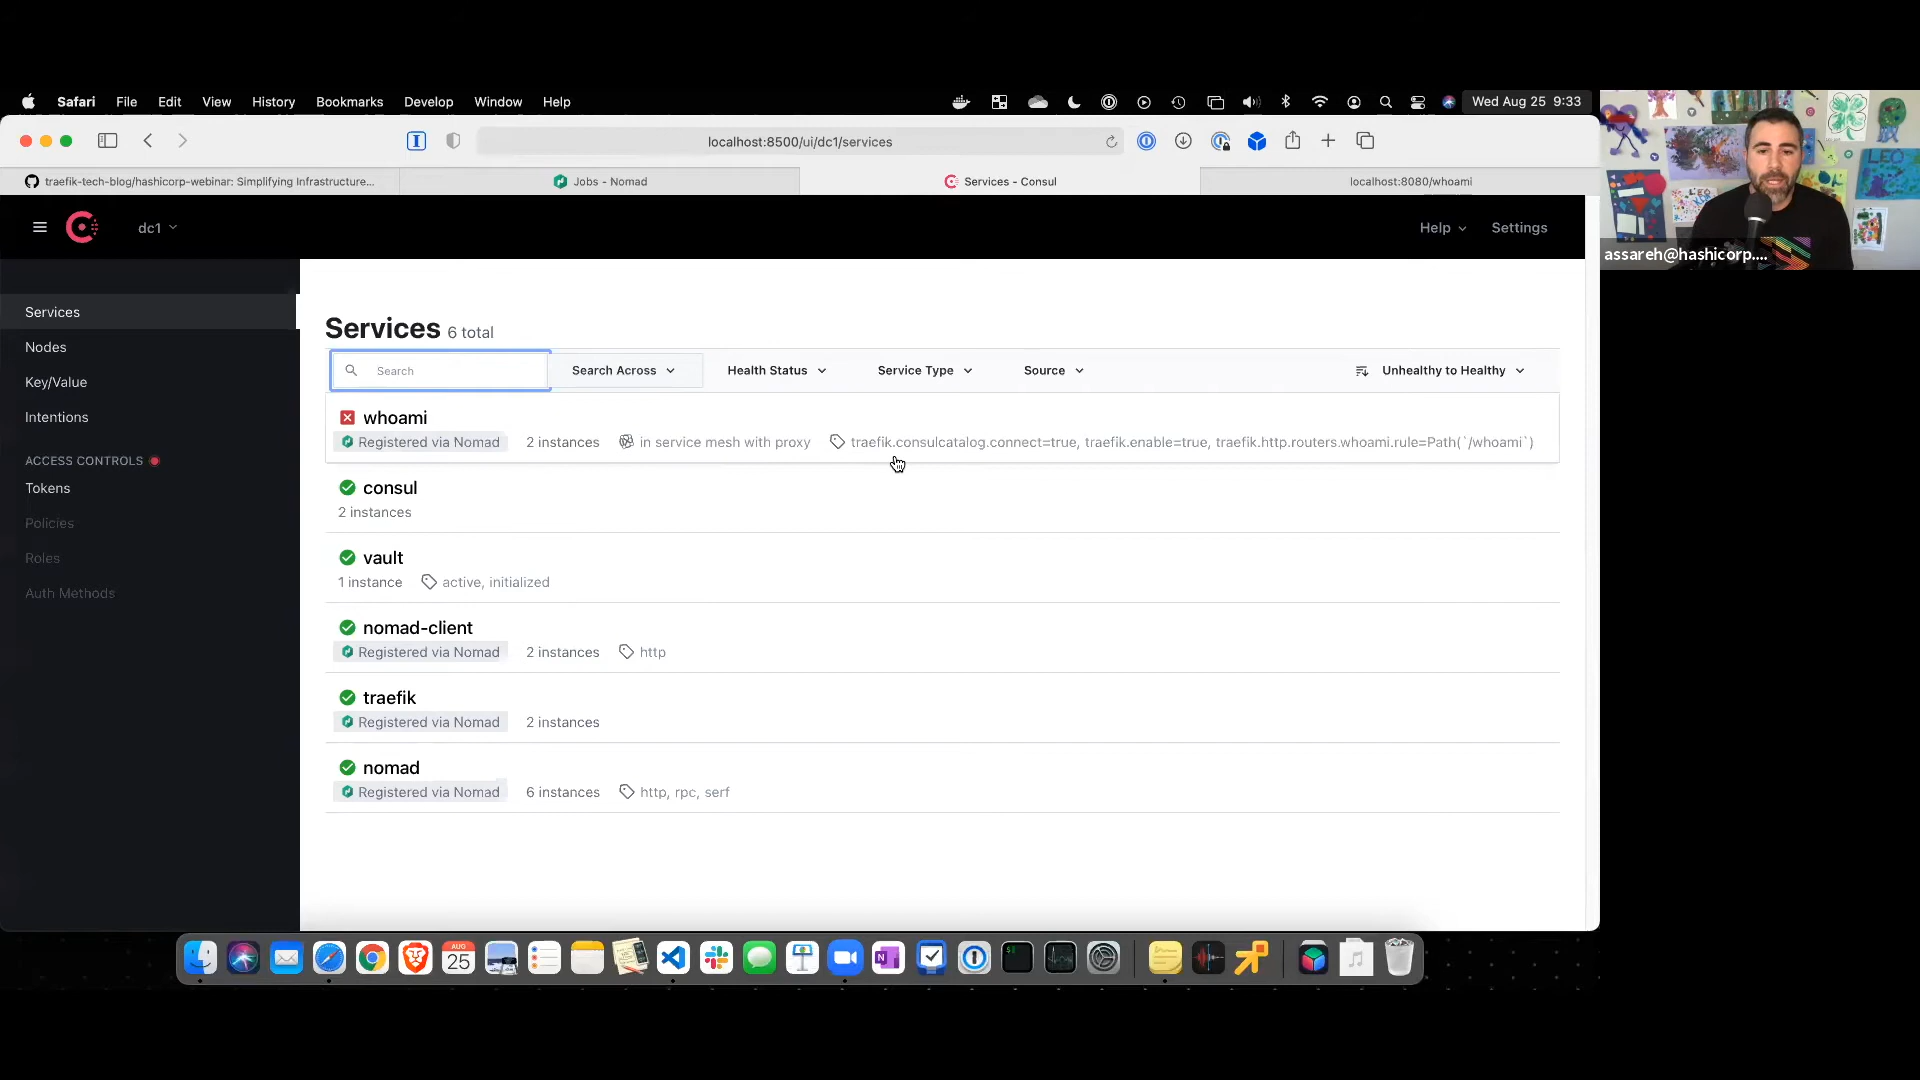 Safari File Edit View History Bookmarks Develop Window Help Wed Aug 25 9:33
localhost:8500/ui/dc1/services
traefik-tech-blog/hashicorp-webinar: Simplifying Infrastructure... Jobs - Nomad Services - Consul localhost:8080/whoami
dc1 Help Settings
assareh@hashicorp....
LEO
Services
Nodes
Key/Value
Intentions
ACCESS CONTROLS
Tokens
Policies
Roles
Auth Methods
Services 6 total
Search Search Across Health Status Service Type Source Unhealthy to Healthy
whoami
Registered via Nomad 2 instances in service mesh with proxy traefik.consulcatalog.connect=true, traefik.enable=true, traefik.http.routers.whoami.rule=Path(`/whoami`)
consul
2 instances
vault
1 instance active, initialized
nomad-client
Registered via Nomad 2 instances http
traefik
Registered via Nomad 2 instances
nomad
Registered via Nomad 6 instances http, rpc, serf
AUG
25